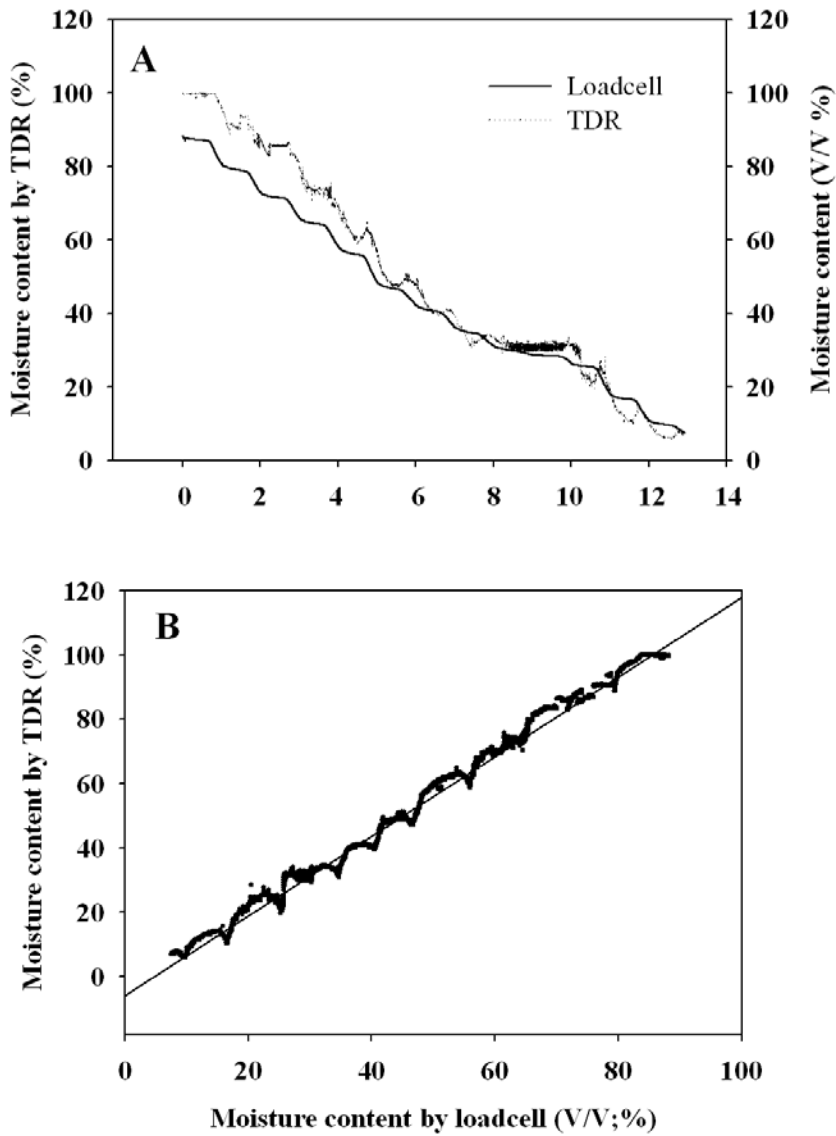 120
100
80
60
40
20
0
Moisture content by TDR (%)
A
Loadcell
TDR
120
100
80
60
40
20
0
Moisture content (V/V %)
0 2 4 6 8 10 12 14
120
100
80
60
40
20
0
Moisture content by TDR (%)
B
0 20 40 60 80 100
Moisture content by loadcell (V/V;%)